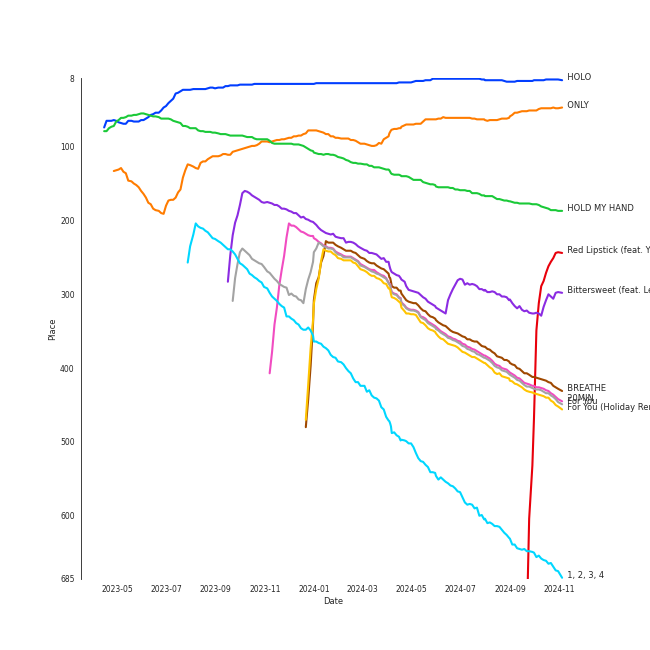 8
100
200
300
400
500
600
685
Place
2023-05
2023-07
2023-09
2023-11
2024-01
2024-03
2024-05
2024-07
2024-09
2024-11
Date
HOLO
ONLY
HOLD MY HAND
Red Lipstick (feat. Y
Bittersweet (feat. Le
BREATHE
20MIN
For You
For You (Holiday Rem
1, 2, 3, 4